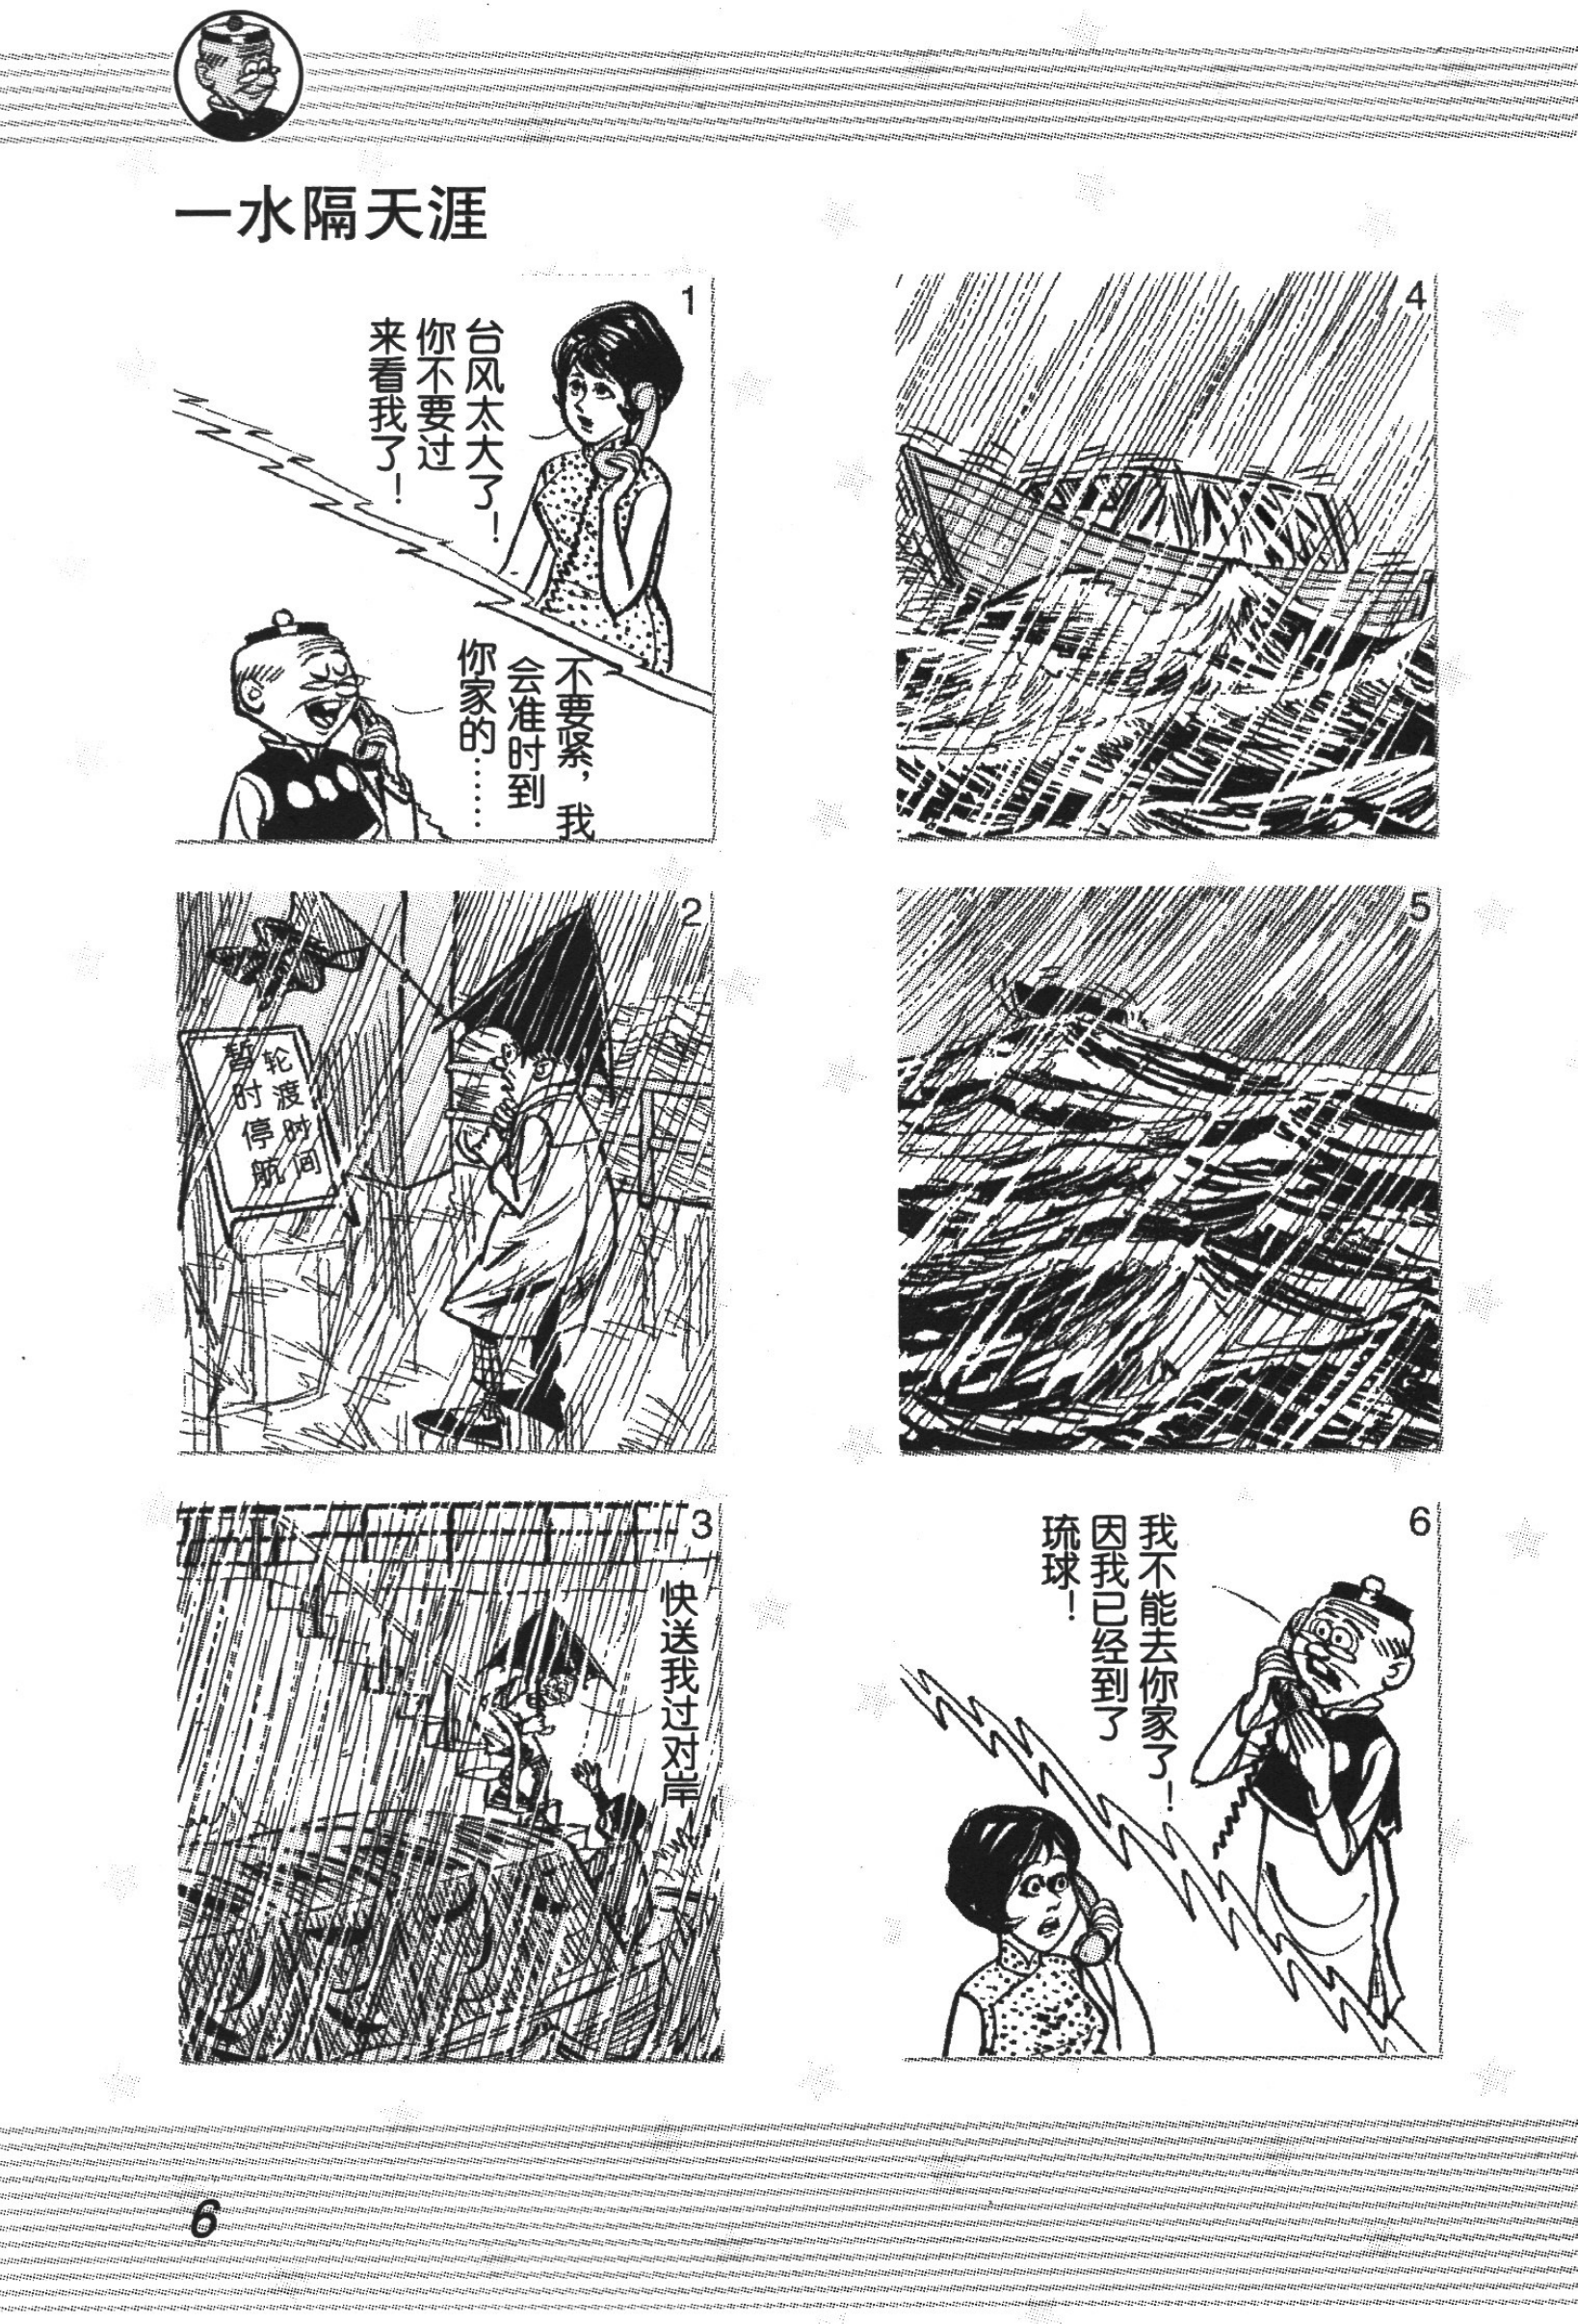 一水隔天涯
1
台风太大了！
你不要过
来看我了！
不要紧，我
会准时到
你家的……
2
轮渡时间
暂时停航
3
快送我过对岸
4
5
6
我不能去你家了！
因我已经到了
琉球！
6